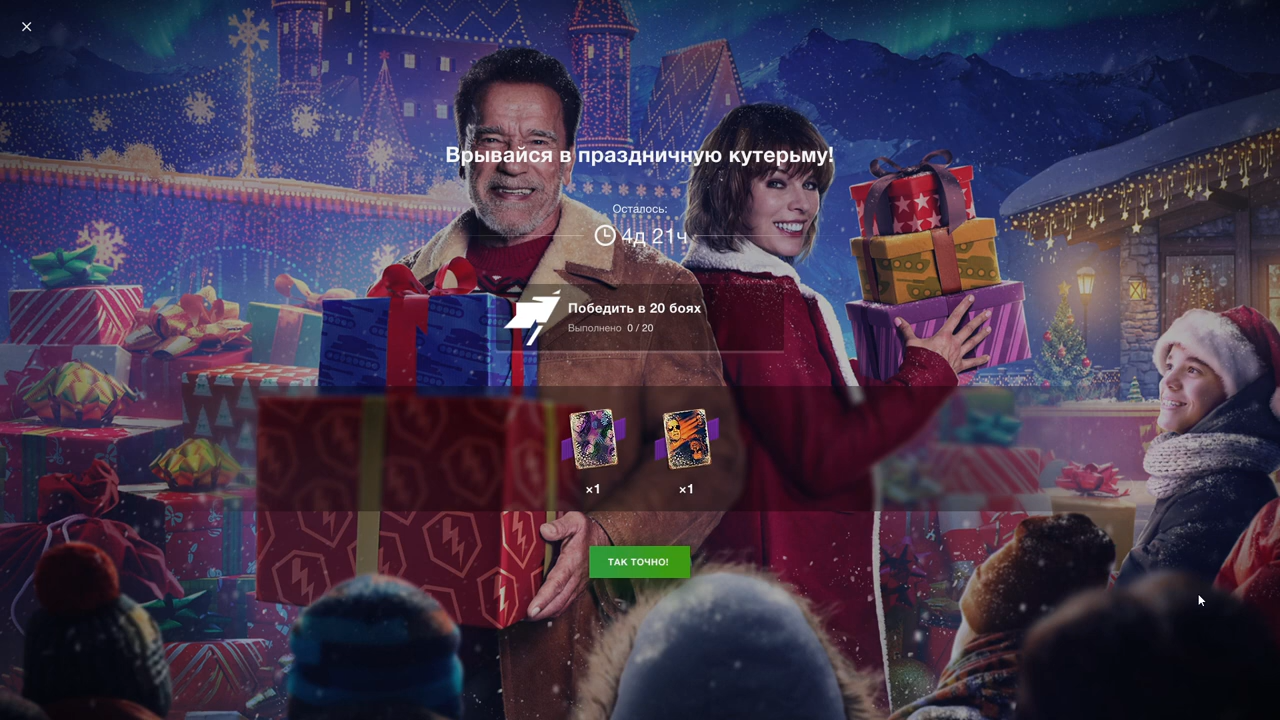 Врывайся в праздничную кутерьму!
Осталось:
4д 21ч
Победить в 20 боях
Выполнено 0 / 20
×1
×1
ТАК ТОЧНО!